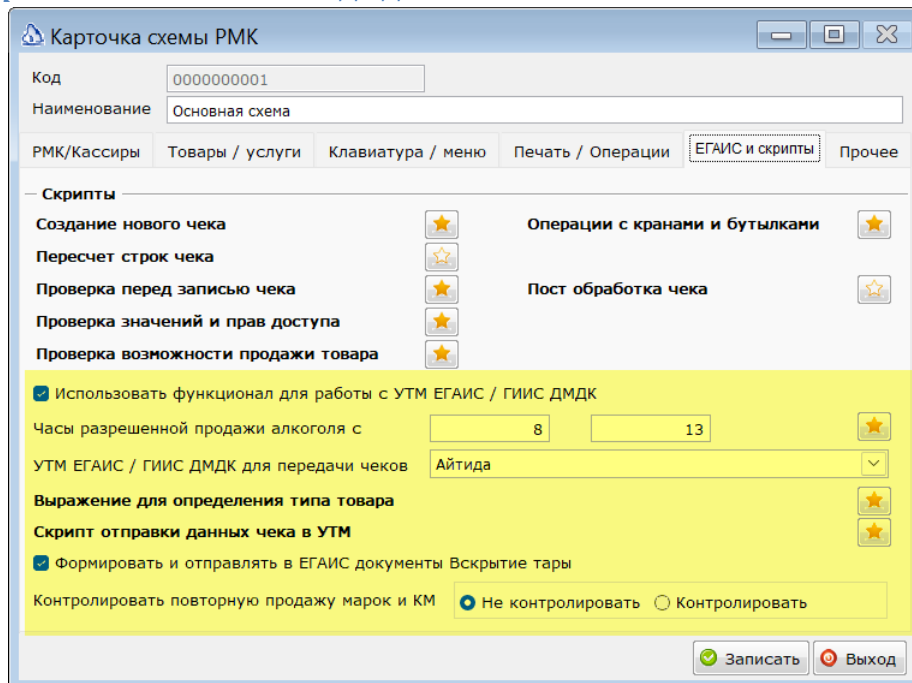 Карточка схемы РМК
Код 0000000001
Наименование Основная схема
РМК/Кассиры Товары / услуги Клавиатура / меню Печать / Операции ЕГАИС и скрипты Прочее
Скрипты
Создание нового чека Операции с кранами и бутылками
Пересчет строк чека
Проверка перед записью чека Пост обработка чека
Проверка значений и прав доступа
Проверка возможности продажи товара
Использовать функционал для работы с УТМ ЕГАИС / ГИИС ДМДК
Часы разрешенной продажи алкоголя с 8 13
УТМ ЕГАИС / ГИИС ДМДК для передачи чеков Айтида
Выражение для определения типа товара
Скрипт отправки данных чека в УТМ
Формировать и отправлять в ЕГАИС документы Вскрытие тары
Контролировать повторную продажу марок и КМ Не контролировать Контролировать
Записать Выход